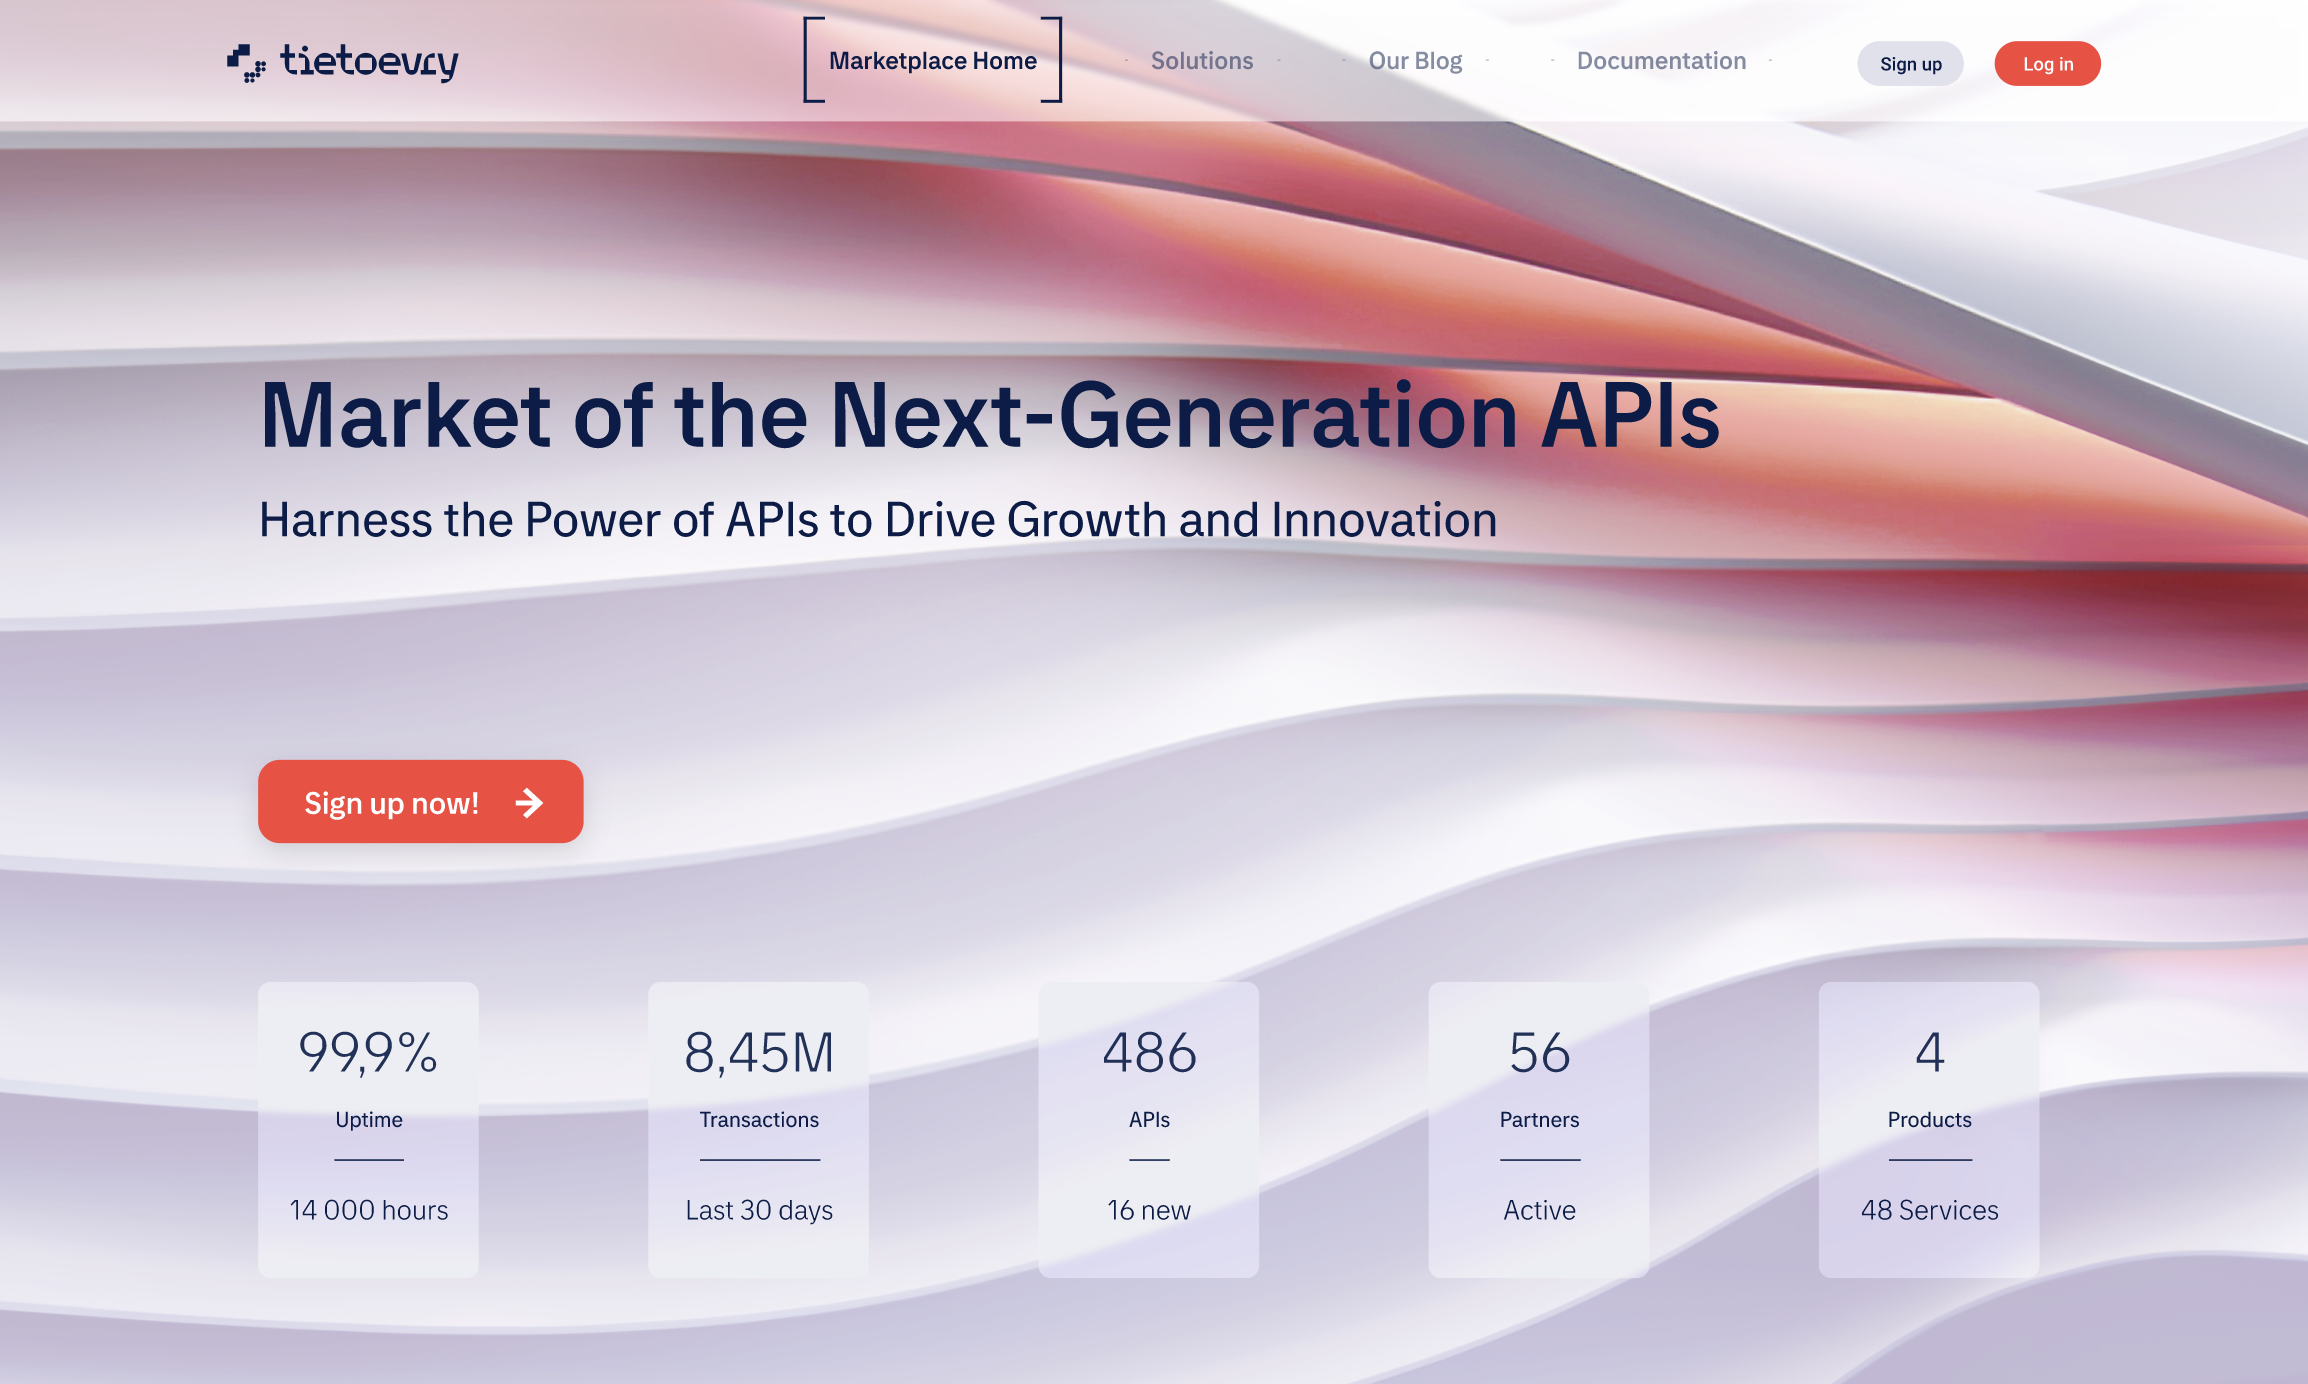 tietoevry
Marketplace Home
Solutions
Our Blog
Documentation
Sign up
Log in
Market of the Next-Generation APIs
Harness the Power of APIs to Drive Growth and Innovation
Sign up now!
99,9%
Uptime
14 000 hours
8,45M
Transactions
Last 30 days
486
APIs
16 new
56
Partners
Active
4
Products
48 Services